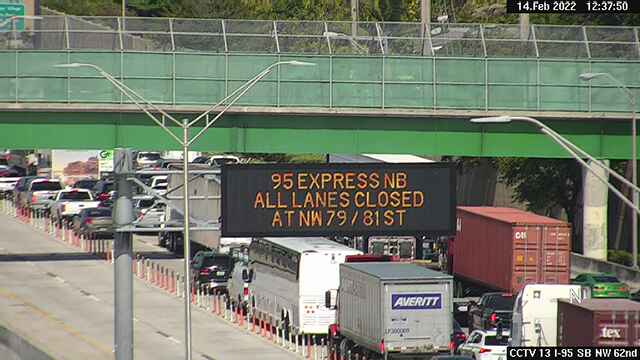 14.Feb 2022 12:37:50
95 EXPRESS NB
ALL LANES CLOSED
AT NW 79 / 81 ST
AVERITT
tex
N
CCTV 13 I-95 SB NW 62nd